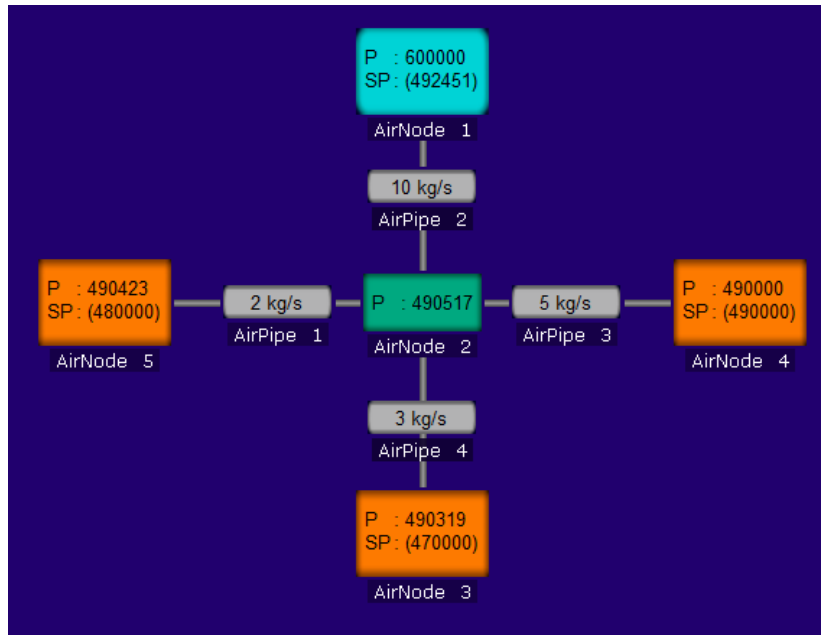 P : 600000
SP : (492451)
AirNode 1
10 kg/s
AirPipe 2
P : 490423
SP : (480000)
AirNode 5
2 kg/s
AirPipe 1
P : 490517
AirNode 2
5 kg/s
AirPipe 3
P : 490000
SP : (490000)
AirNode 4
3 kg/s
AirPipe 4
P : 490319
SP : (470000)
AirNode 3